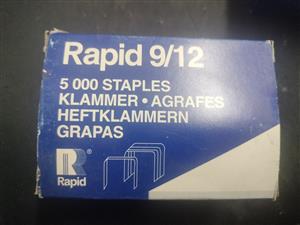 Rapid 9/12
5 000 STAPLES
KLAMMER • AGRAFES
HEFTKLAMMERN
GRAPAS
R ®
Rapid